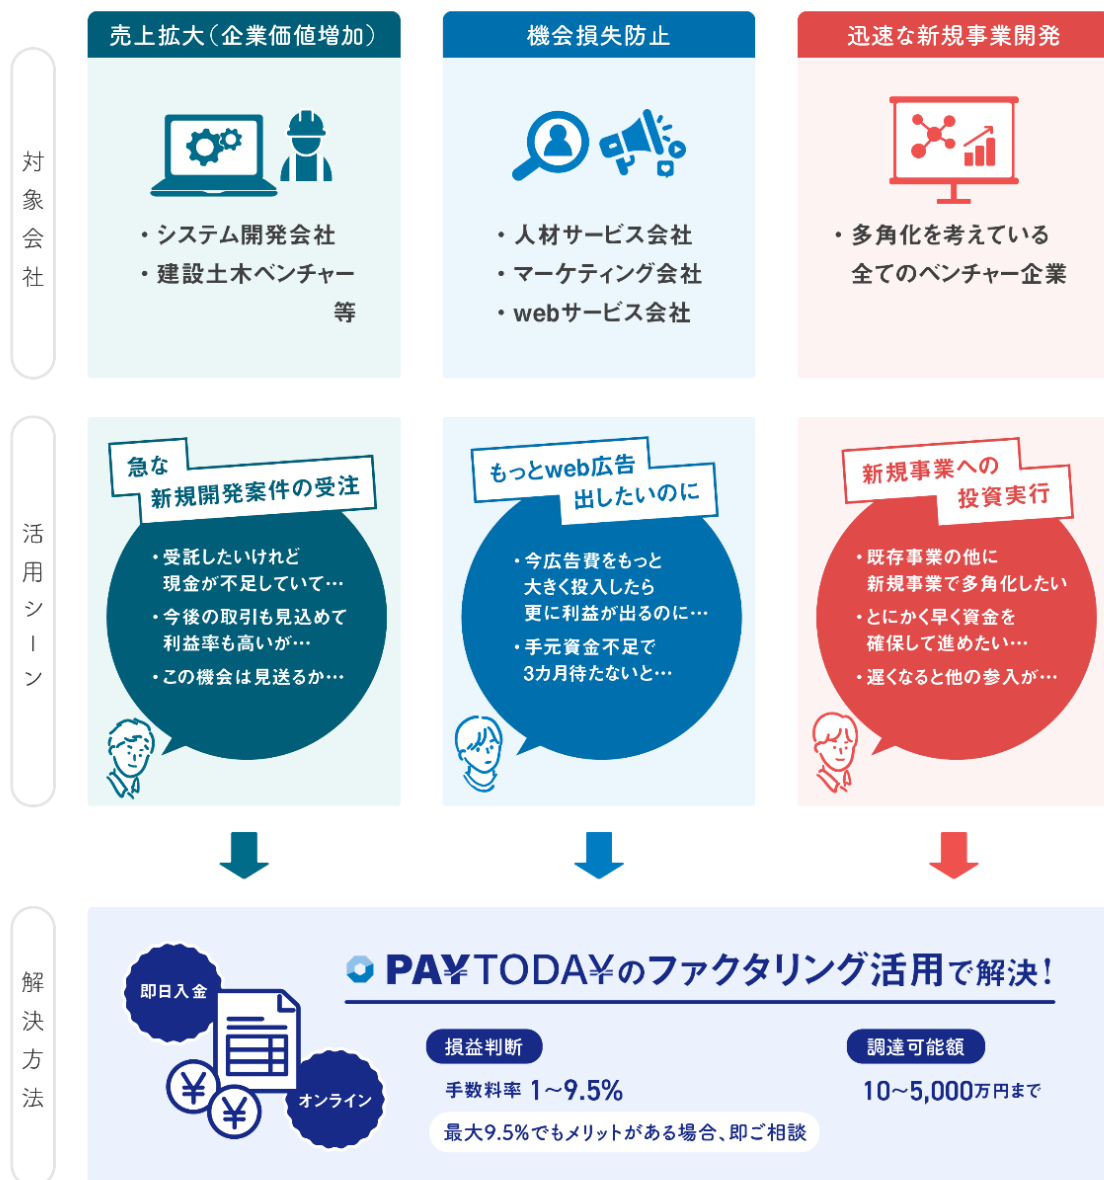 売上拡大(企業価値増加)
機会損失防止
迅速な新規事業開発
対象会社
・システム開発会社
・建設土木ベンチャー
等
・人材サービス会社
・マーケティング会社
・webサービス会社
・多角化を考えている
全てのベンチャー企業
活用シーン
急な
新規開発案件の受注
・受託したいけれど
現金が不足していて…
・今後の取引も見込めて
利益率も高いが…
・この機会は見送るか…
もっとweb広告
出したいのに
・今広告費をもっと
大きく投入したら
更に利益が出るのに…
・手元資金不足で
3カ月待たないと…
新規事業への
投資実行
・既存事業の他に
新規事業で多角化したい
・とにかく早く資金を
確保して進めたい…
・遅くなると他の参入が…
解決方法
即日入金
¥
¥
オンライン
PAY TODAYのファクタリング活用で解決!
損益判断
手数料率 1〜9.5%
最大9.5%でもメリットがある場合、即ご相談
調達可能額
10〜5,000万円まで